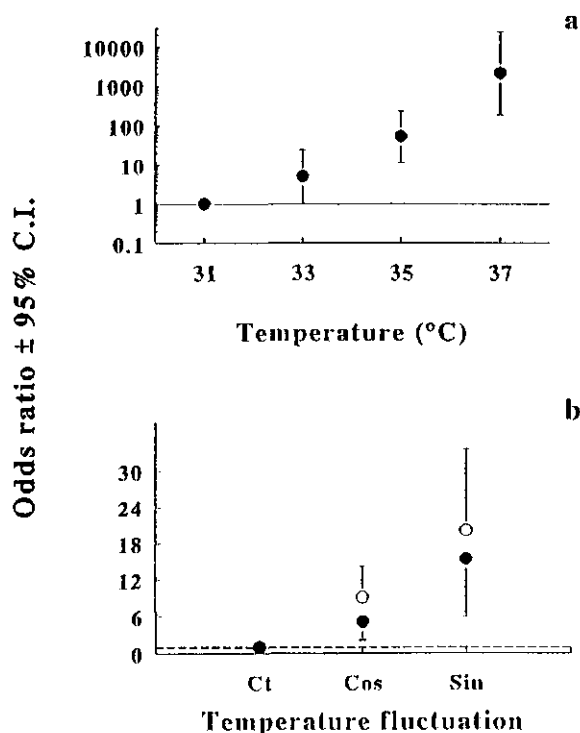 a
10000
1000
100
10
1
0.1
31 33 35 37
Temperature (°C)
Odds ratio ± 95% C.I.
b
30
24
18
12
6
0
Ct Cos Sin
Temperature fluctuation